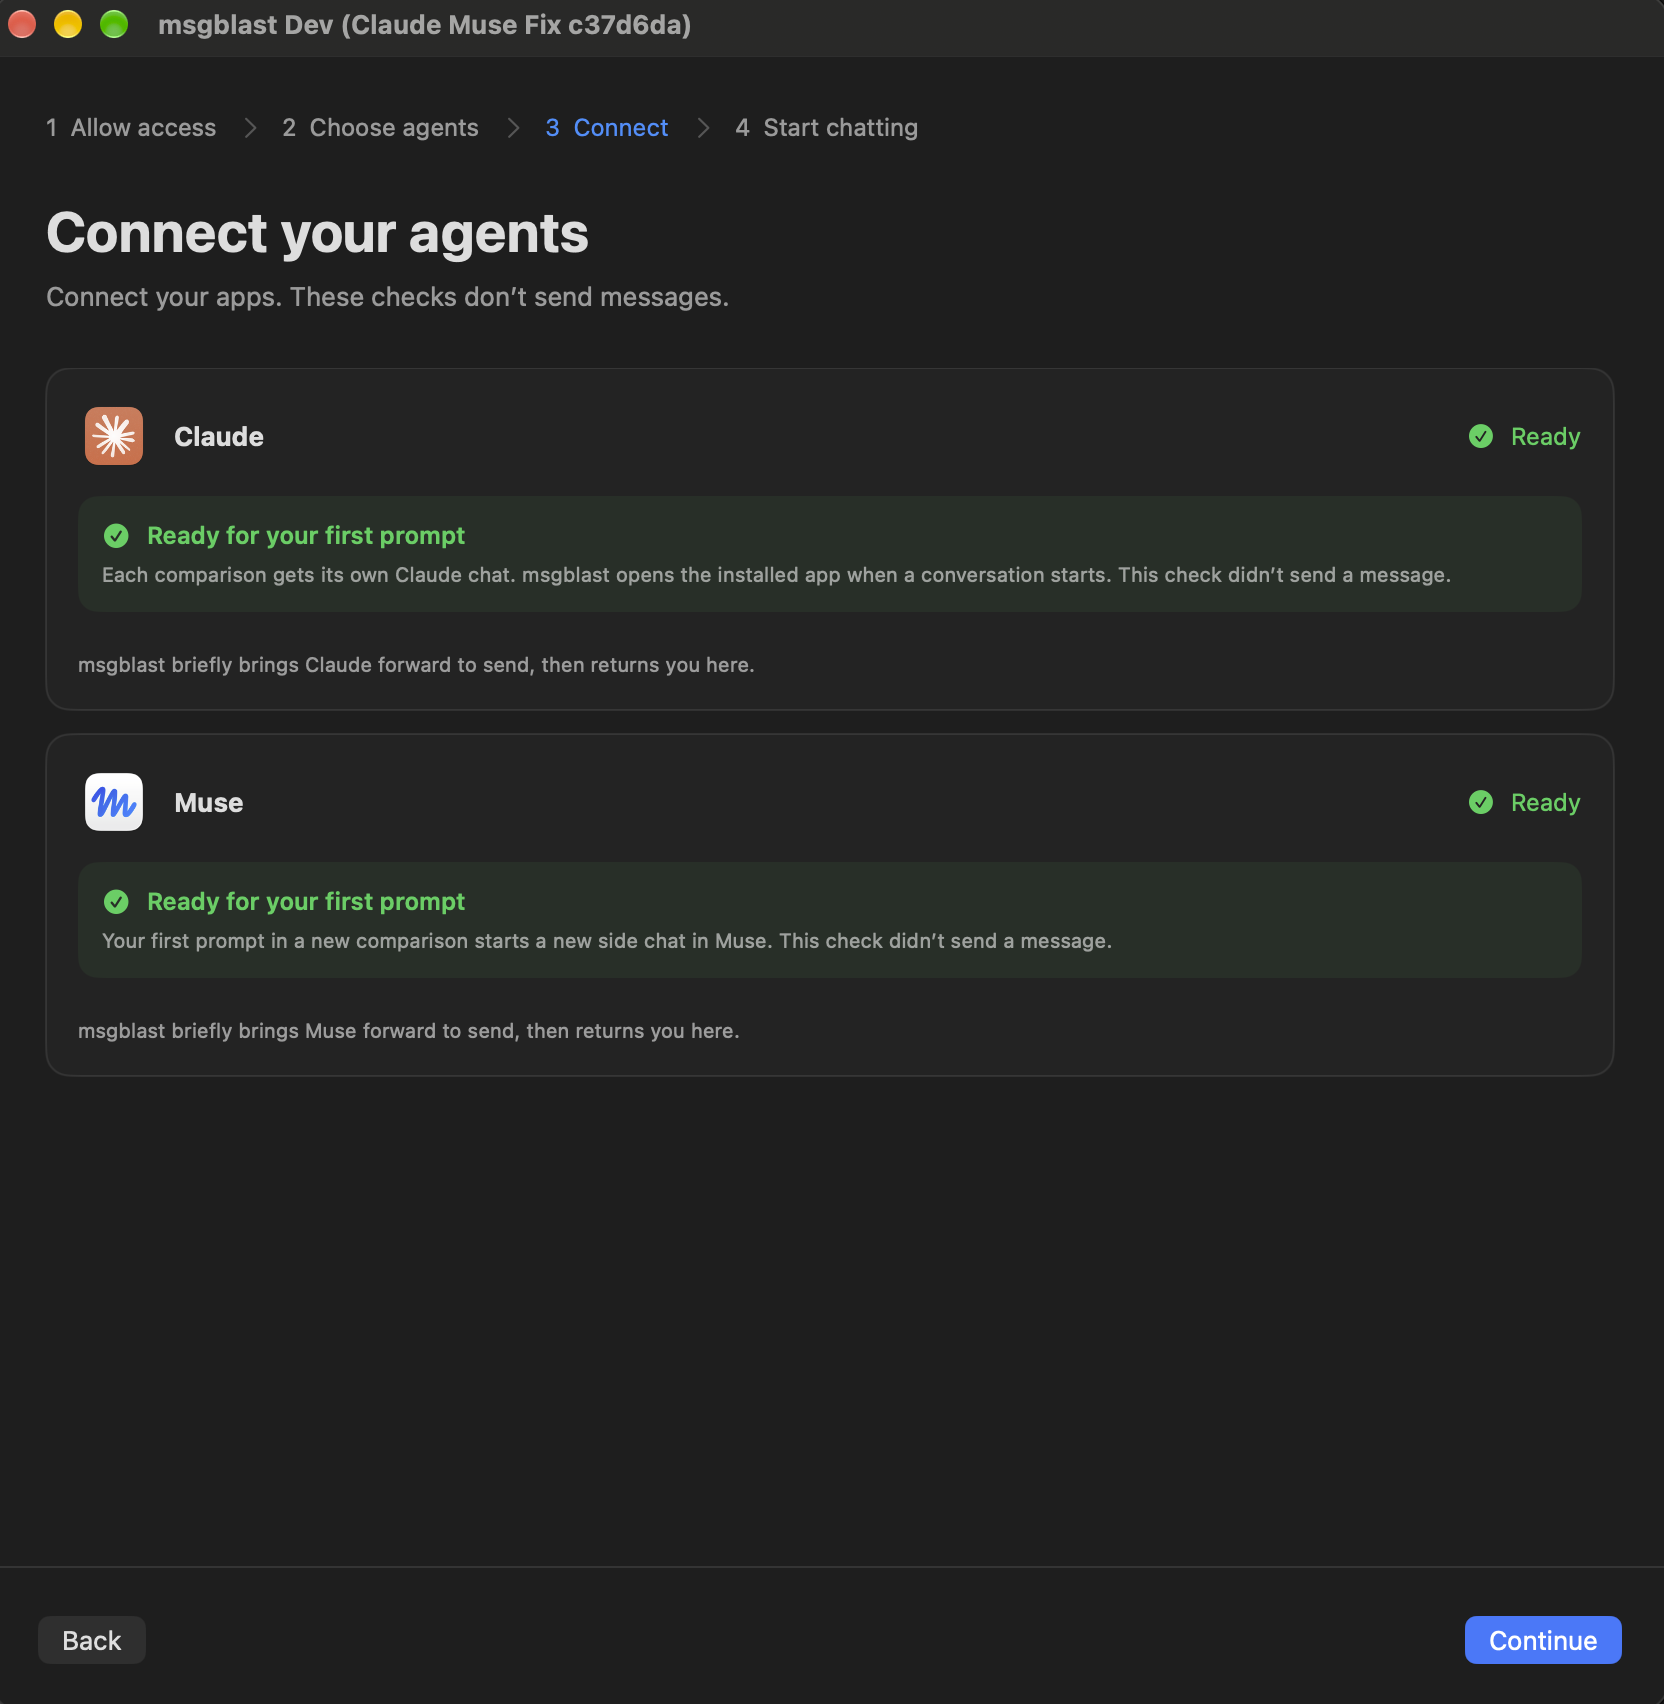 msgblast Dev (Claude Muse Fix c37d6da)
1 Allow access > 2 Choose agents > 3 Connect > 4 Start chatting
Connect your agents
Connect your apps. These checks don’t send messages.
Claude
Ready
Ready for your first prompt
Each comparison gets its own Claude chat. msgblast opens the installed app when a conversation starts. This check didn’t send a message.
msgblast briefly brings Claude forward to send, then returns you here.
Muse
Ready
Ready for your first prompt
Your first prompt in a new comparison starts a new side chat in Muse. This check didn’t send a message.
msgblast briefly brings Muse forward to send, then returns you here.
Back
Continue